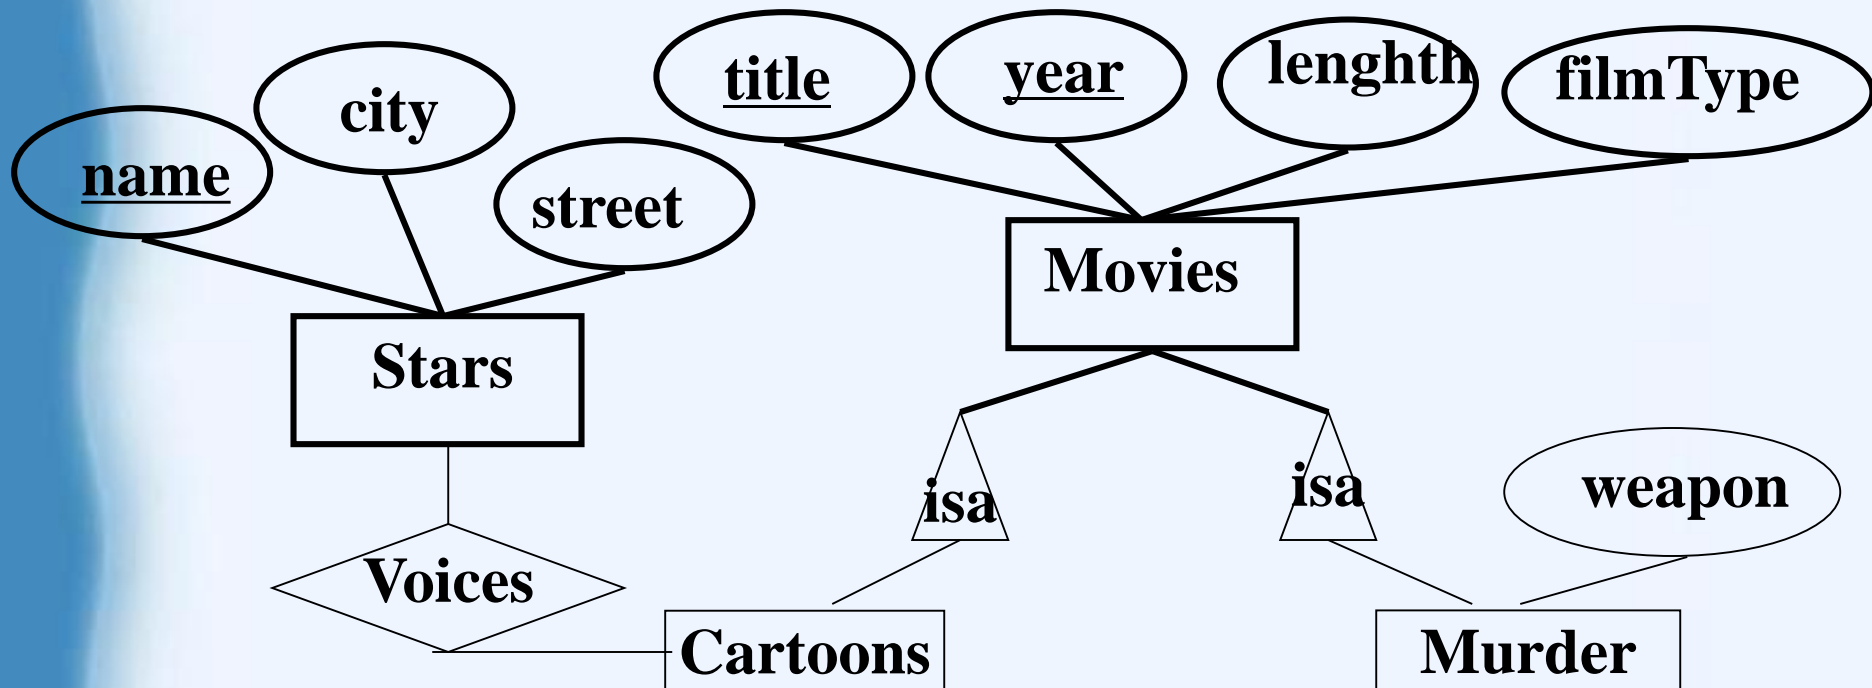 title
year
lenghth
filmType
city
name
street
Movies
Stars
isa
isa
weapon
Voices
Cartoons
Murder